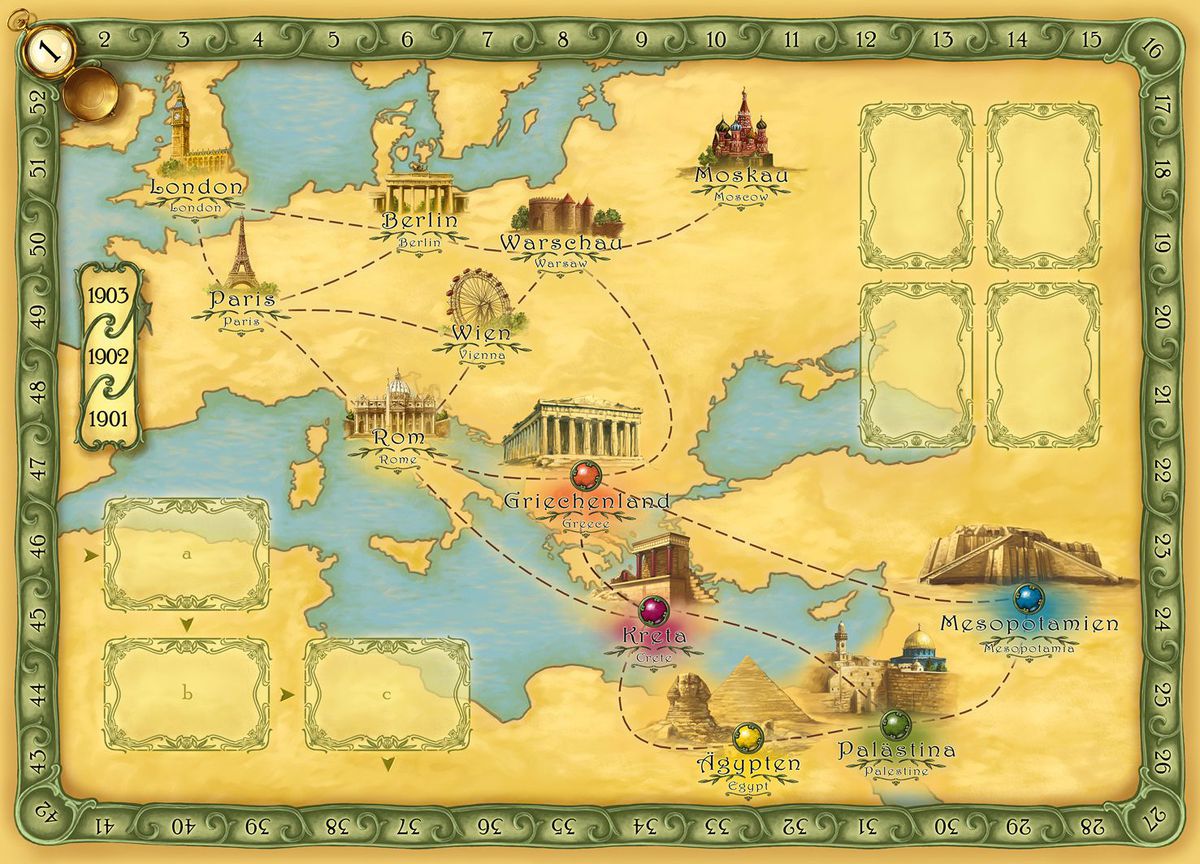 1
2 3 4 5 6 7 8 9 10 11 12 13 14 15 16
17
18
19
20
21
22
23
24
25
26
27
28
29
30
31
32
33
34
35
36
37
38
39
40
41
42
43
44
45
46
47
48
49
50
51
52
London
London
Berlin
Berlin
Warschau
Warsaw
Moskau
Moscow
Paris
Paris
Wien
Vienna
1903
1902
1901
Rom
Rome
Griechenland
Greece
Kreta
Crete
Mesopotamien
Mesopotamia
Ägypten
Egypt
Palästina
Palestine
a
b
c